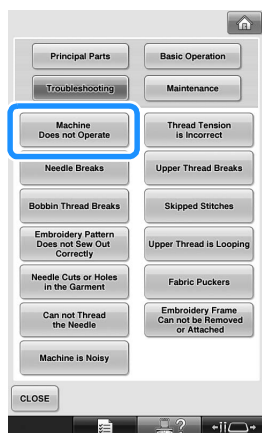 Principal Parts
Basic Operation
Troubleshooting
Maintenance
Machine
Does not Operate
Thread Tension
is Incorrect
Needle Breaks
Upper Thread Breaks
Bobbin Thread Breaks
Skipped Stitches
Embroidery Pattern
Does not Sew Out
Correctly
Upper Thread is Looping
Needle Cuts or Holes
in the Garment
Fabric Puckers
Can not Thread
the Needle
Embroidery Frame
Can not be Removed
or Attached
Machine is Noisy
CLOSE
?